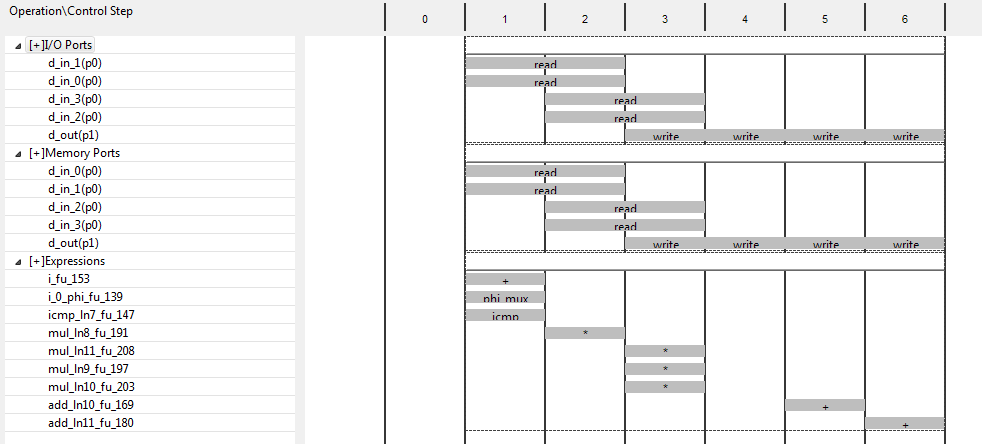 Operation\Control Step 0 1 2 3 4 5 6
[+]I/O Ports
d_in_1(p0) read
d_in_0(p0) read
d_in_3(p0) read
d_in_2(p0) read
d_out(p1) write write write write
[+]Memory Ports
d_in_0(p0) read
d_in_1(p0) read
d_in_2(p0) read
d_in_3(p0) read
d_out(p1) write write write write
[+]Expressions
i_fu_153 +
i_0_phi_fu_139 phi_mux
icmp_ln7_fu_147 icmp
mul_ln8_fu_191 *
mul_ln11_fu_208 *
mul_ln9_fu_197 *
mul_ln10_fu_203 *
add_ln10_fu_169 +
add_ln11_fu_180 +